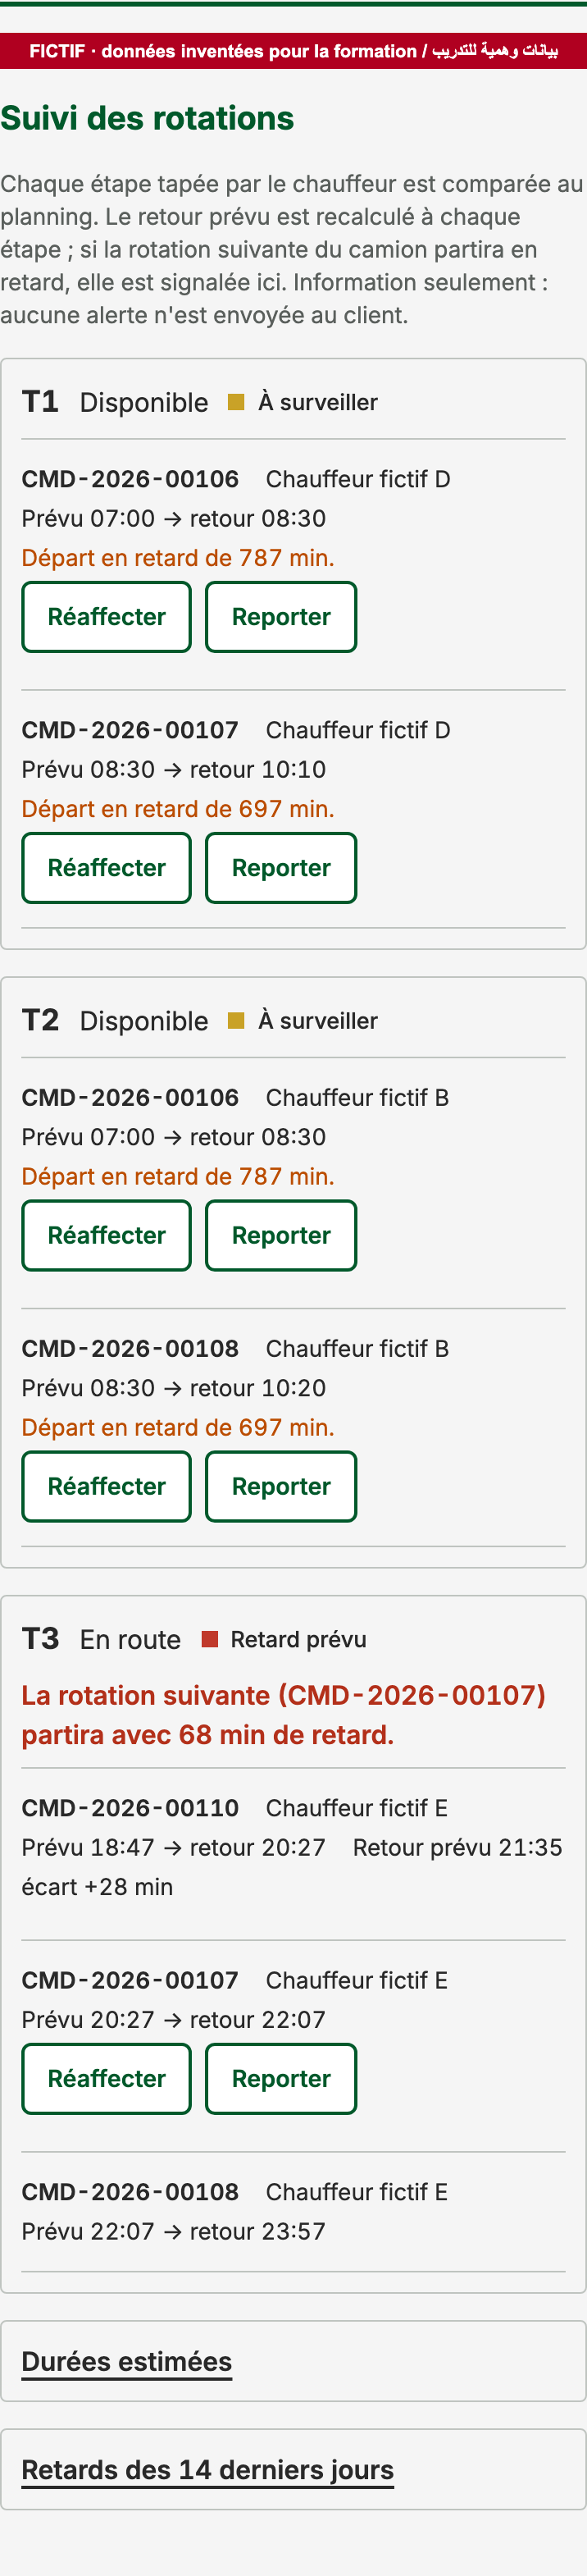 FICTIF · données inventées pour la formation / بيانات وهمية للتدريب
Suivi des rotations
Chaque étape tapée par le chauffeur est comparée au
planning. Le retour prévu est recalculé à chaque
étape ; si la rotation suivante du camion partira en
retard, elle est signalée ici. Information seulement :
aucune alerte n'est envoyée au client.
T1 Disponible À surveiller
CMD-2026-00106 Chauffeur fictif D
Prévu 07:00 → retour 08:30
Départ en retard de 787 min.
Réaffecter Reporter
CMD-2026-00107 Chauffeur fictif D
Prévu 08:30 → retour 10:10
Départ en retard de 697 min.
Réaffecter Reporter
T2 Disponible À surveiller
CMD-2026-00106 Chauffeur fictif B
Prévu 07:00 → retour 08:30
Départ en retard de 787 min.
Réaffecter Reporter
CMD-2026-00108 Chauffeur fictif B
Prévu 08:30 → retour 10:20
Départ en retard de 697 min.
Réaffecter Reporter
T3 En route Retard prévu
La rotation suivante (CMD-2026-00107)
partira avec 68 min de retard.
CMD-2026-00110 Chauffeur fictif E
Prévu 18:47 → retour 20:27 Retour prévu 21:35
écart +28 min
CMD-2026-00107 Chauffeur fictif E
Prévu 20:27 → retour 22:07
Réaffecter Reporter
CMD-2026-00108 Chauffeur fictif E
Prévu 22:07 → retour 23:57
Durées estimées
Retards des 14 derniers jours